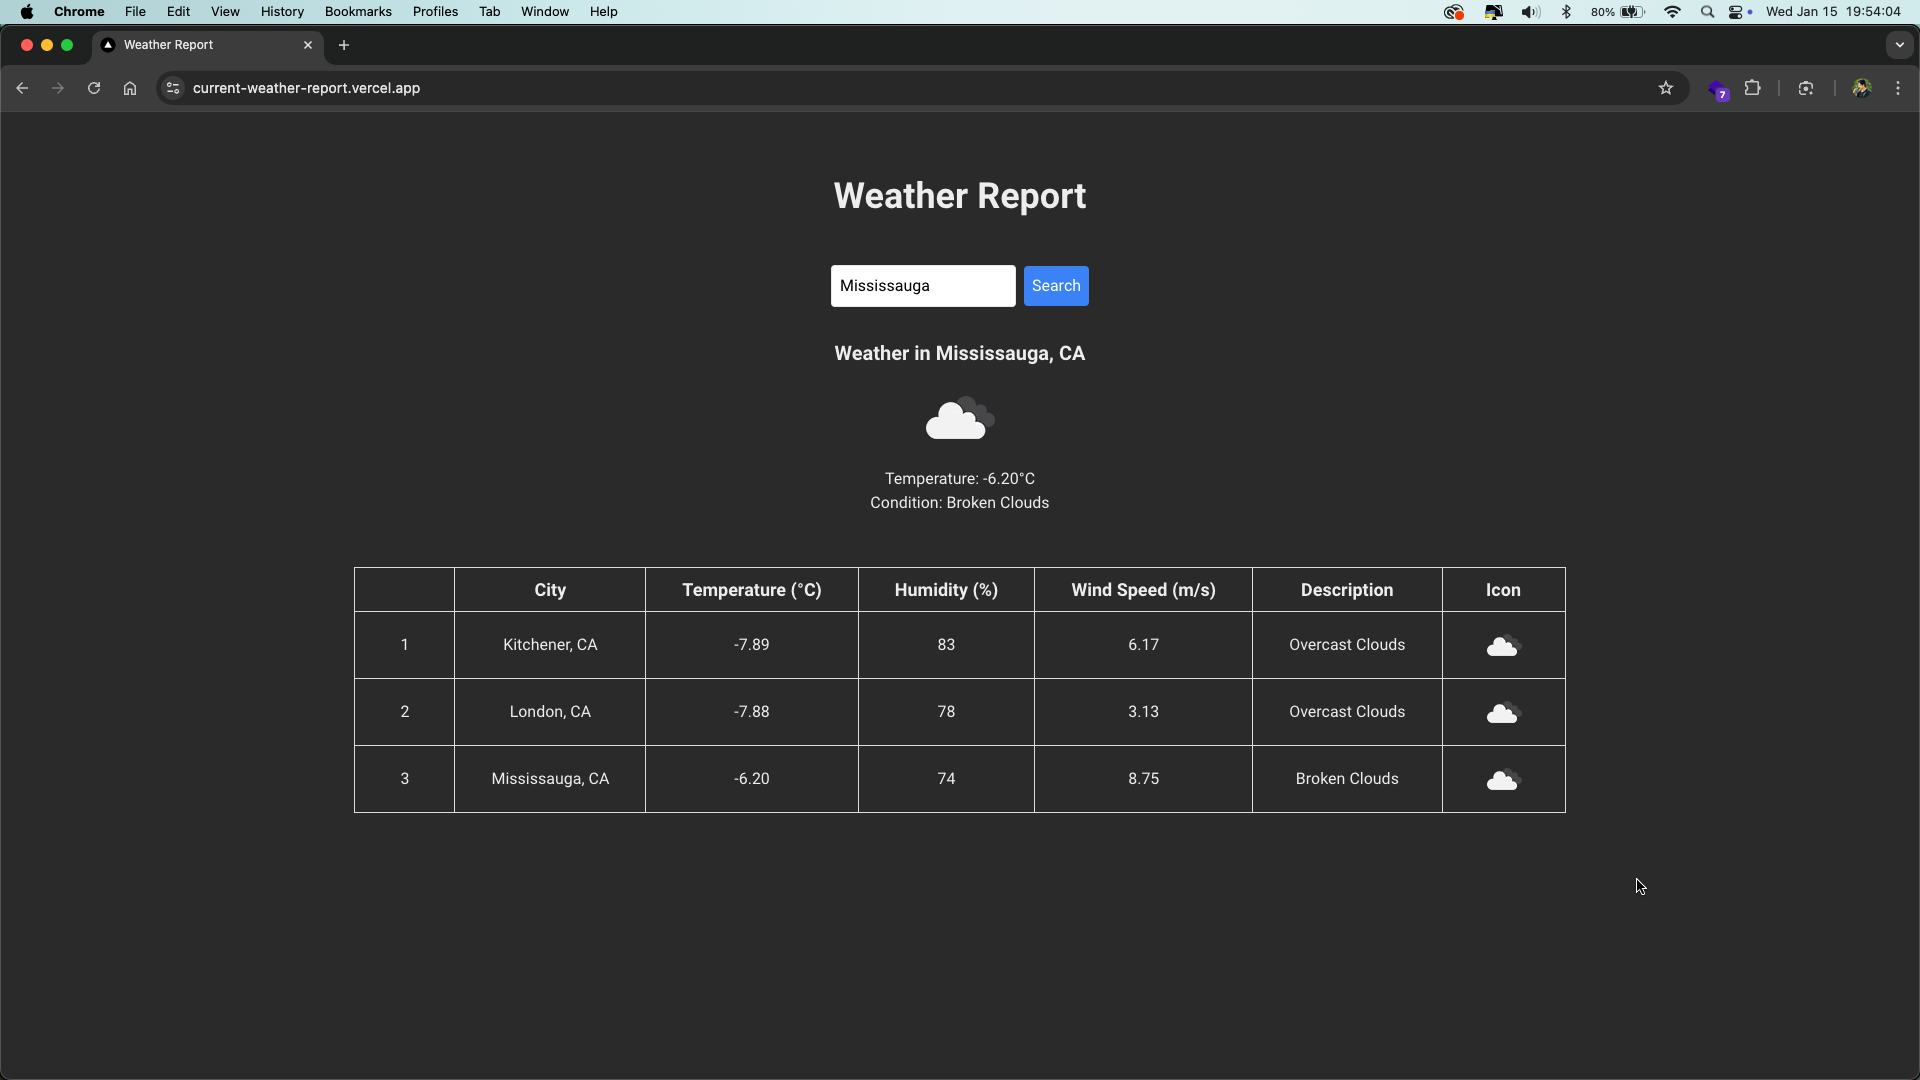 Chrome File Edit View History Bookmarks Profiles Tab Window Help 80% Wed Jan 15 19:54:04
Weather Report
current-weather-report.vercel.app 7
Weather Report
Mississauga Search
Weather in Mississauga, CA
Temperature: -6.20°C
Condition: Broken Clouds
City Temperature (°C) Humidity (%) Wind Speed (m/s) Description Icon
1 Kitchener, CA -7.89 83 6.17 Overcast Clouds
2 London, CA -7.88 78 3.13 Overcast Clouds
3 Mississauga, CA -6.20 74 8.75 Broken Clouds